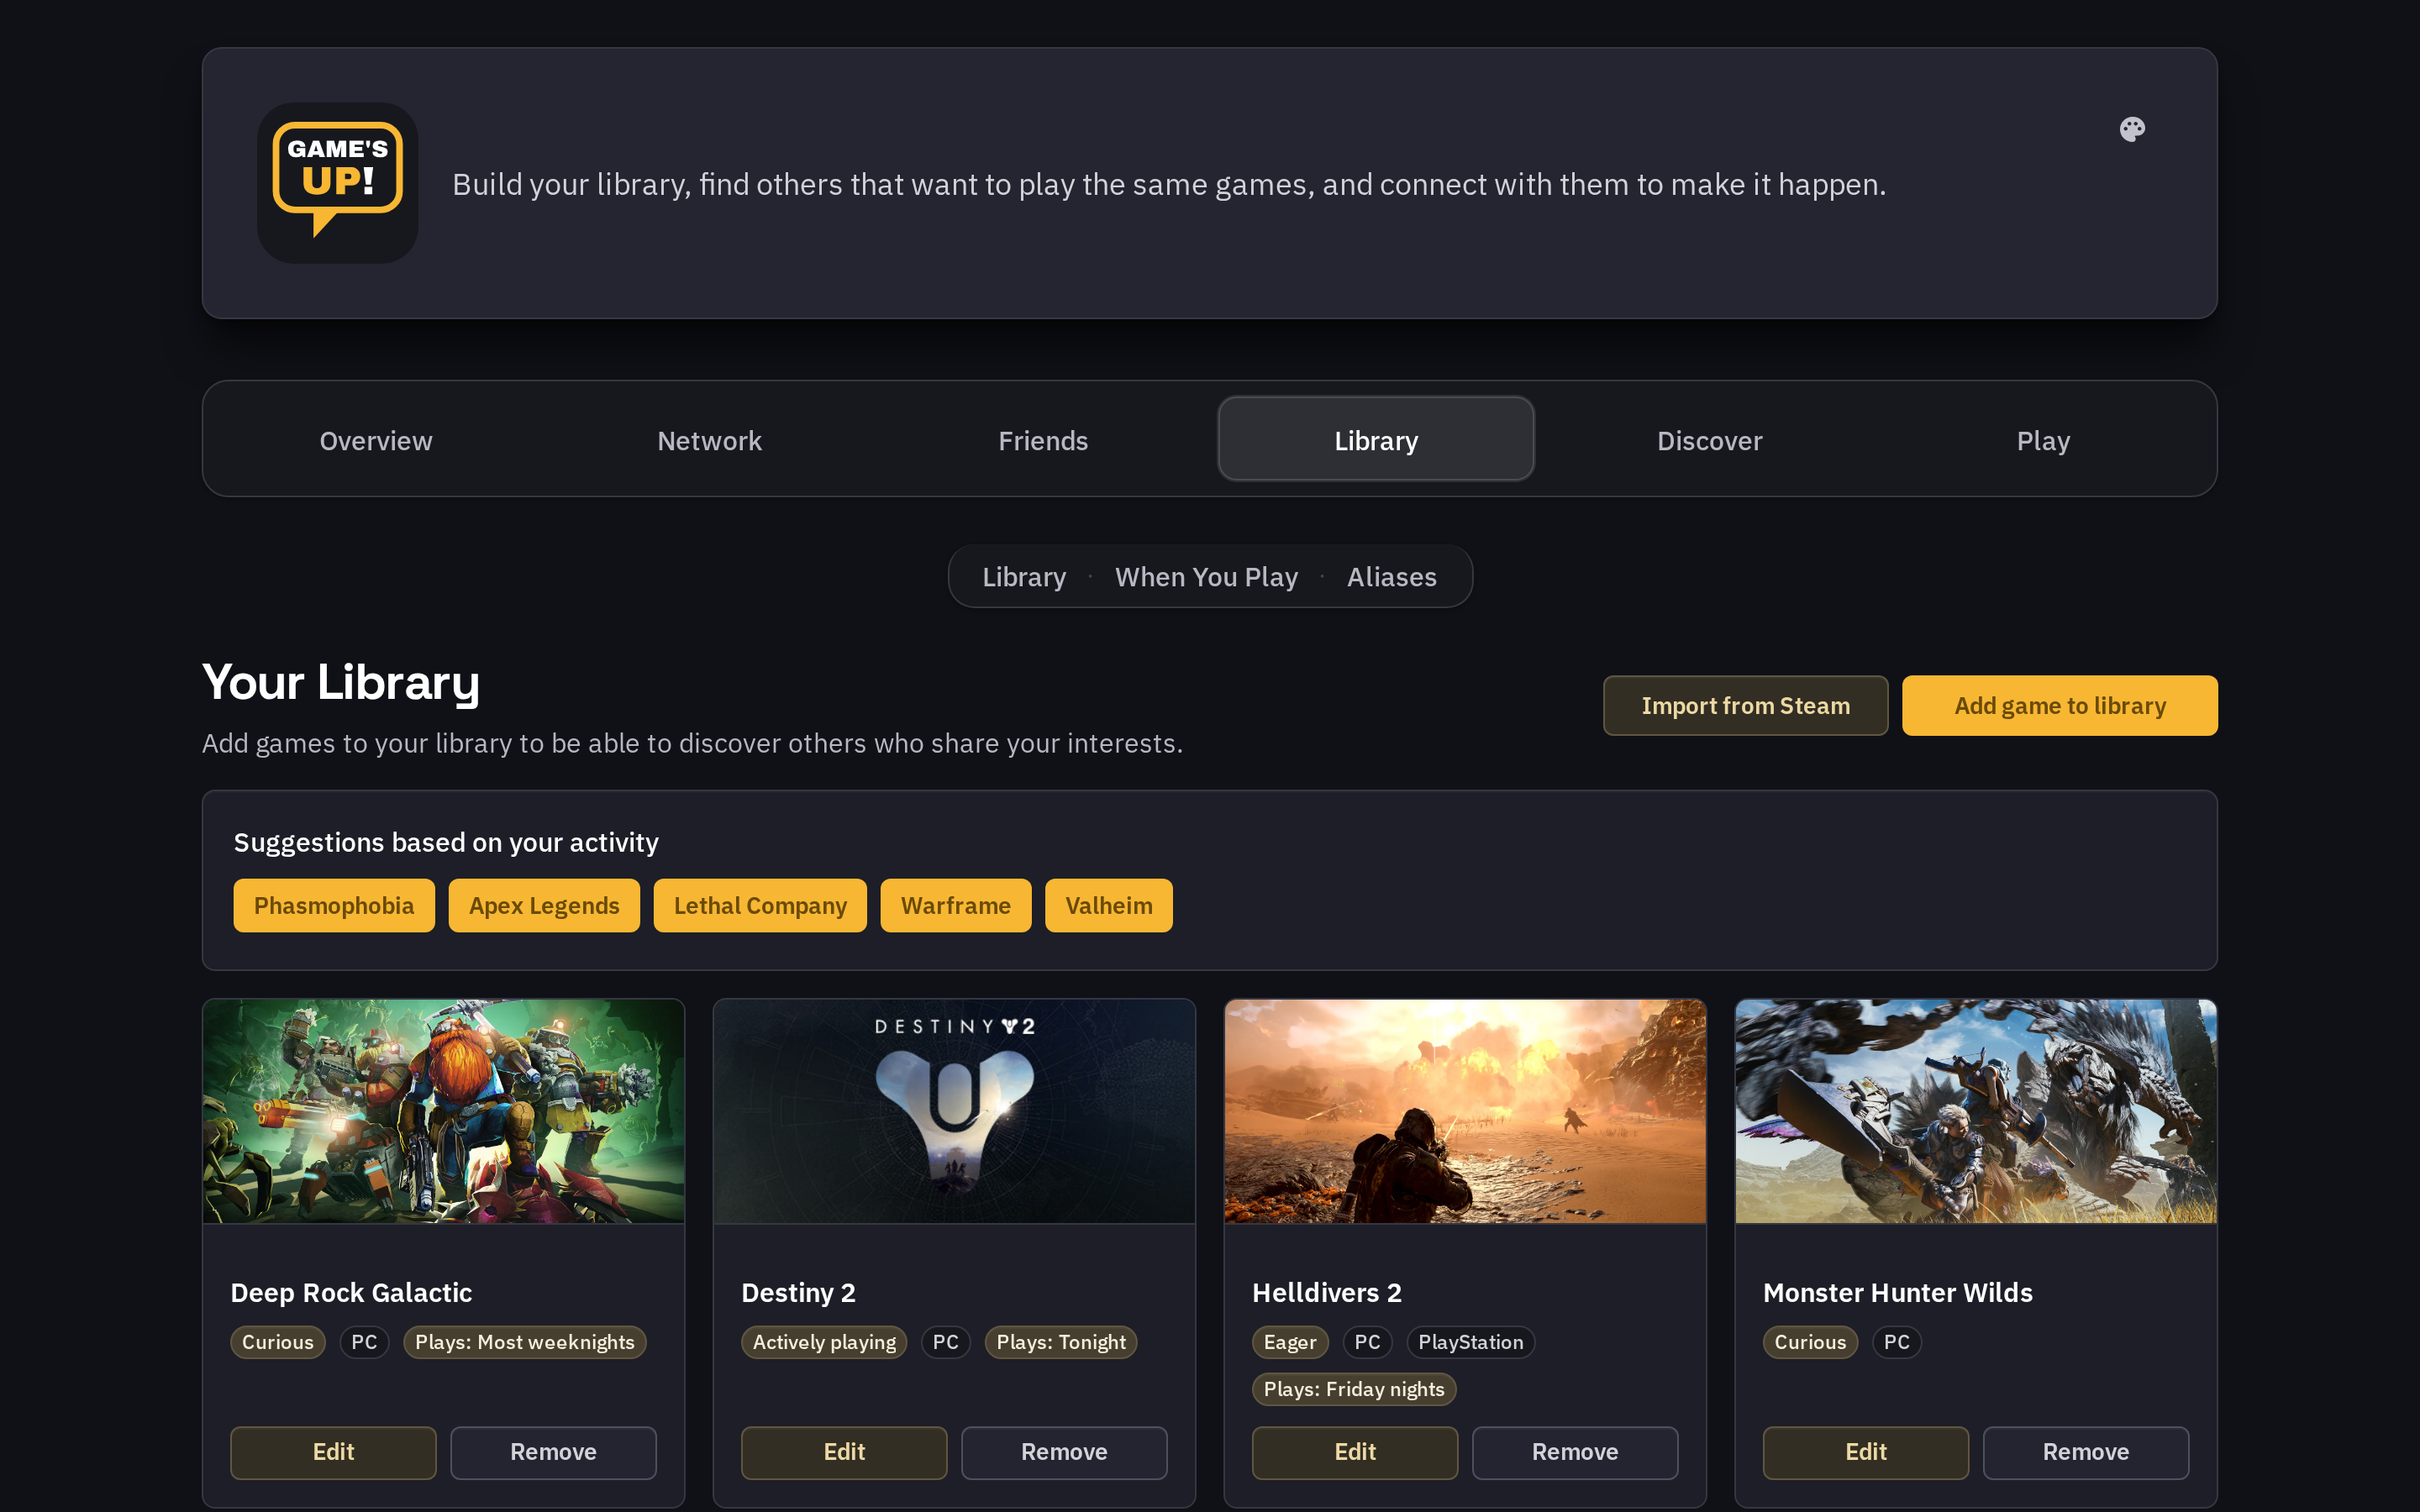 GAME'S
UP!
Build your library, find others that want to play the same games, and connect with them to make it happen.
Overview Network Friends Library Discover Play
Library · When You Play · Aliases
Your Library
Import from Steam Add game to library
Add games to your library to be able to discover others who share your interests.
Suggestions based on your activity
Phasmophobia Apex Legends Lethal Company Warframe Valheim
DESTINY 2
Deep Rock Galactic Destiny 2 Helldivers 2 Monster Hunter Wilds
Curious PC Plays: Most weeknights Actively playing PC Plays: Tonight Eager PC PlayStation Curious PC
Plays: Friday nights
Edit Remove Edit Remove Edit Remove Edit Remove